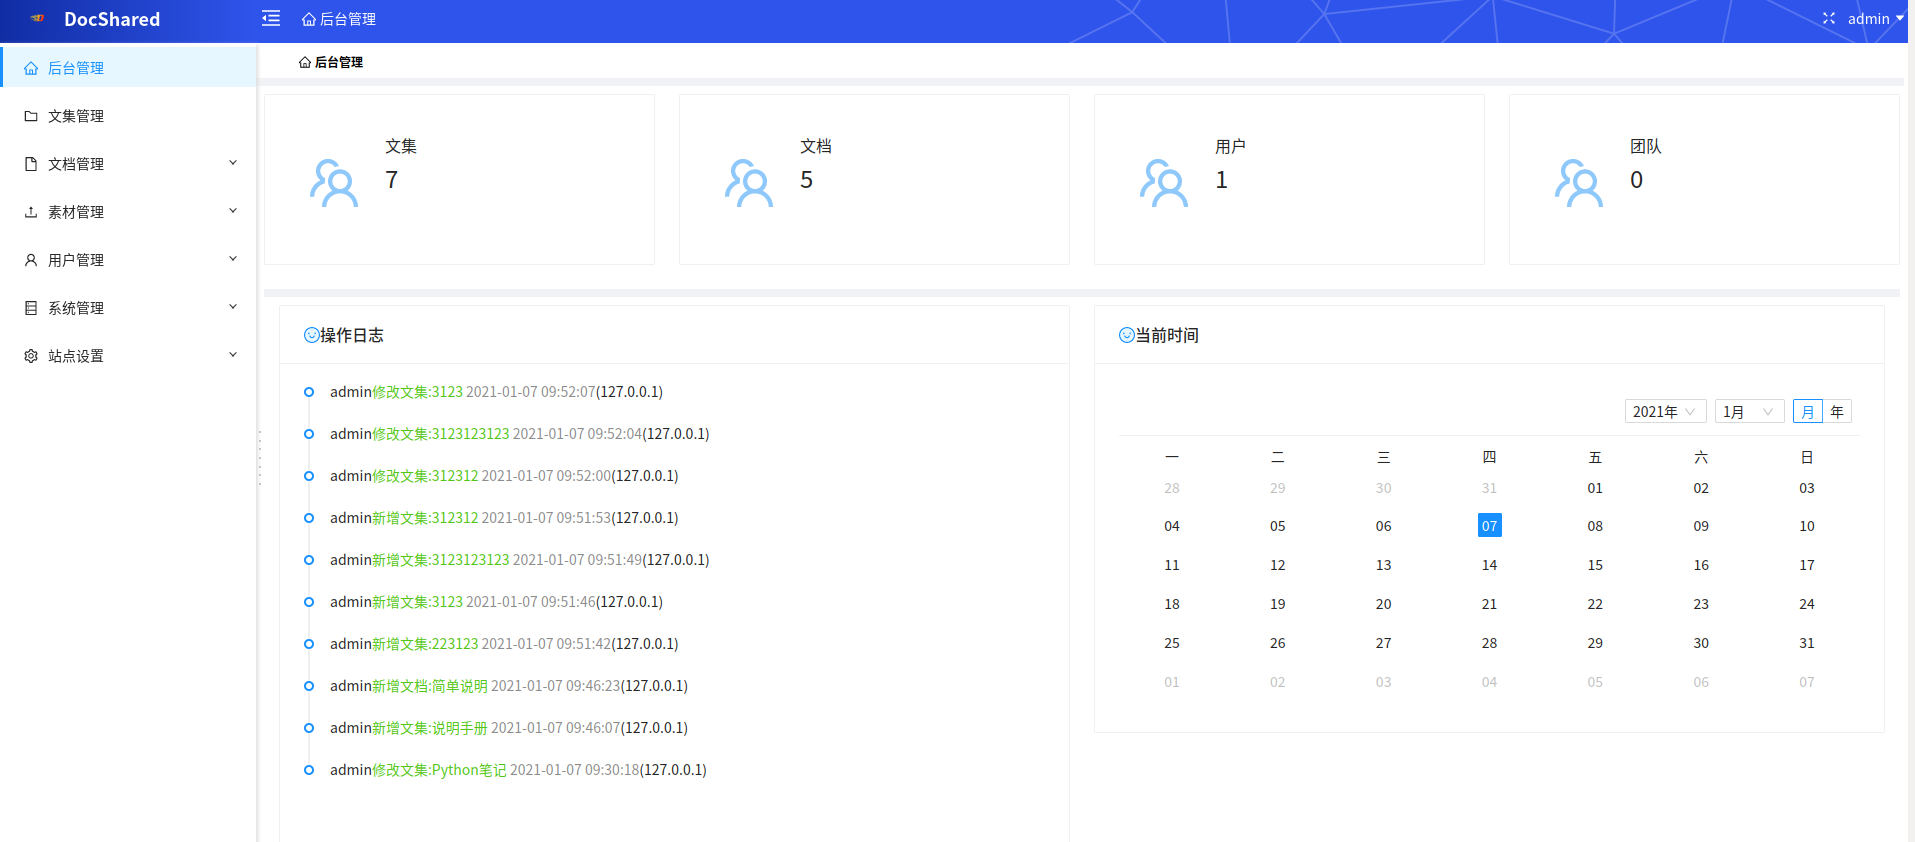 DocShared
后台管理
admin
后台管理
文集管理
文档管理
素材管理
用户管理
系统管理
站点设置
后台管理
文集
7
文档
5
用户
1
团队
0
操作日志
admin修改文集:3123 2021-01-07 09:52:07(127.0.0.1)
admin修改文集:3123123123 2021-01-07 09:52:04(127.0.0.1)
admin修改文集:312312 2021-01-07 09:52:00(127.0.0.1)
admin新增文集:312312 2021-01-07 09:51:53(127.0.0.1)
admin新增文集:3123123123 2021-01-07 09:51:49(127.0.0.1)
admin新增文集:3123 2021-01-07 09:51:46(127.0.0.1)
admin新增文集:223123 2021-01-07 09:51:42(127.0.0.1)
admin新增文档:简单说明 2021-01-07 09:46:23(127.0.0.1)
admin新增文集:说明手册 2021-01-07 09:46:07(127.0.0.1)
admin修改文集:Python笔记 2021-01-07 09:30:18(127.0.0.1)
当前时间
2021年 1月 月 年
一 二 三 四 五 六 日
28 29 30 31 01 02 03
04 05 06 07 08 09 10
11 12 13 14 15 16 17
18 19 20 21 22 23 24
25 26 27 28 29 30 31
01 02 03 04 05 06 07